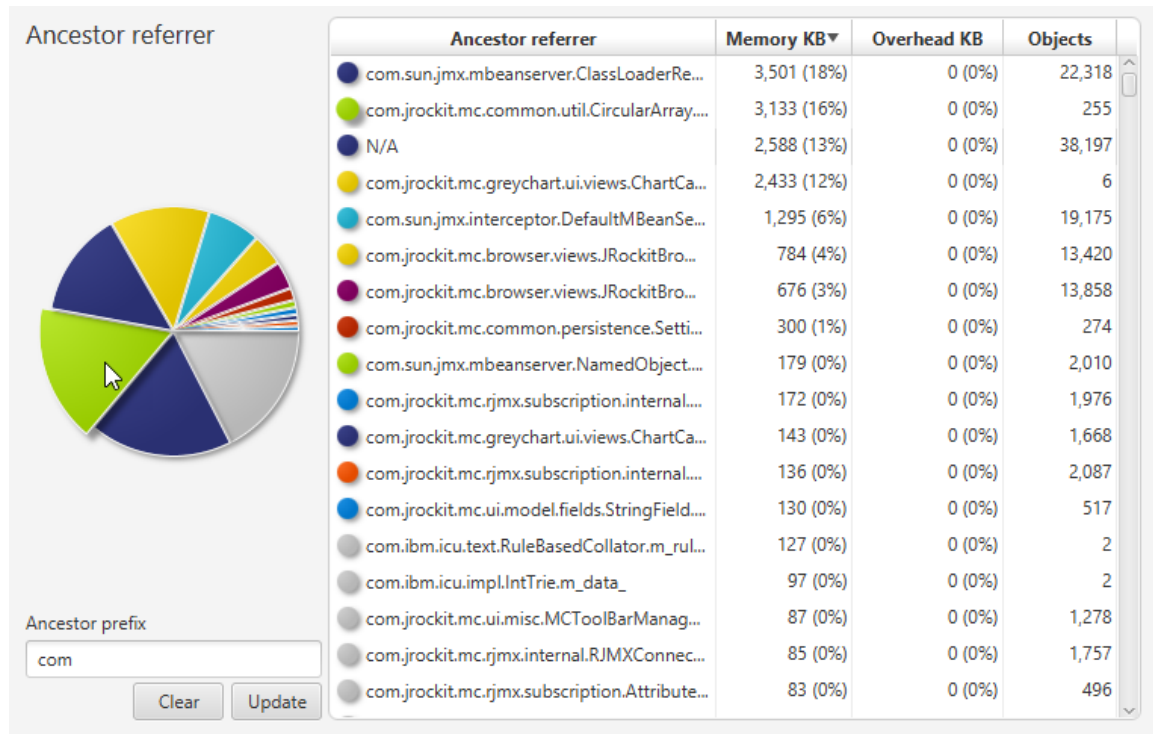 Ancestor referrer
Ancestor referrer Memory KB▼ Overhead KB Objects
com.sun.jmx.mbeanserver.ClassLoaderRe... 3,501 (18%) 0 (0%) 22,318
com.jrockit.mc.common.util.CircularArray.... 3,133 (16%) 0 (0%) 255
N/A 2,588 (13%) 0 (0%) 38,197
com.jrockit.mc.greychart.ui.views.ChartCa... 2,433 (12%) 0 (0%) 6
com.sun.jmx.interceptor.DefaultMBeanSe... 1,295 (6%) 0 (0%) 19,175
com.jrockit.mc.browser.views.JRockitBro... 784 (4%) 0 (0%) 13,420
com.jrockit.mc.browser.views.JRockitBro... 676 (3%) 0 (0%) 13,858
com.jrockit.mc.common.persistence.Setti... 300 (1%) 0 (0%) 274
com.sun.jmx.mbeanserver.NamedObject.... 179 (0%) 0 (0%) 2,010
com.jrockit.mc.rjmx.subscription.internal.... 172 (0%) 0 (0%) 1,976
com.jrockit.mc.greychart.ui.views.ChartCa... 143 (0%) 0 (0%) 1,668
com.jrockit.mc.rjmx.subscription.internal.... 136 (0%) 0 (0%) 2,087
com.jrockit.mc.ui.model.fields.StringField.... 130 (0%) 0 (0%) 517
com.ibm.icu.text.RuleBasedCollator.m_rul... 127 (0%) 0 (0%) 2
com.ibm.icu.impl.IntTrie.m_data_ 97 (0%) 0 (0%) 2
com.jrockit.mc.ui.misc.MCToolBarManag... 87 (0%) 0 (0%) 1,278
com.jrockit.mc.rjmx.internal.RJMXConnec... 85 (0%) 0 (0%) 1,757
com.jrockit.mc.rjmx.subscription.Attribute... 83 (0%) 0 (0%) 496
Ancestor prefix
com
Clear Update